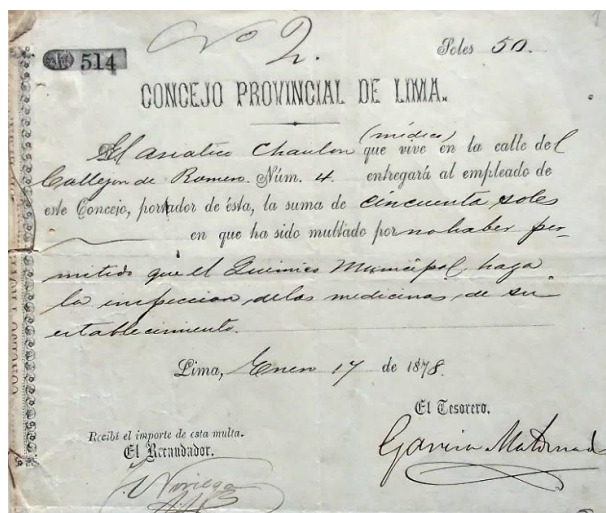 No 2.
Soles 50.
514
CONCEJO PROVINCIAL DE LIMA.
(médico)
El asiatico Chaulon que vive en la calle del
Callejon de Romero. Núm. 4. entregará al empleado de
este Concejo, portador de ésta, la suma de cincuenta soles
en que ha sido multado por no haber per-
mitido que el Quimico Municipal haga
la inspeccion de las medicinas de su
establecimiento.
Lima, Enero 17 de 1878.
El Tesorero.
Recibí el importe de esta multa.
El Recaudador.
Noriega